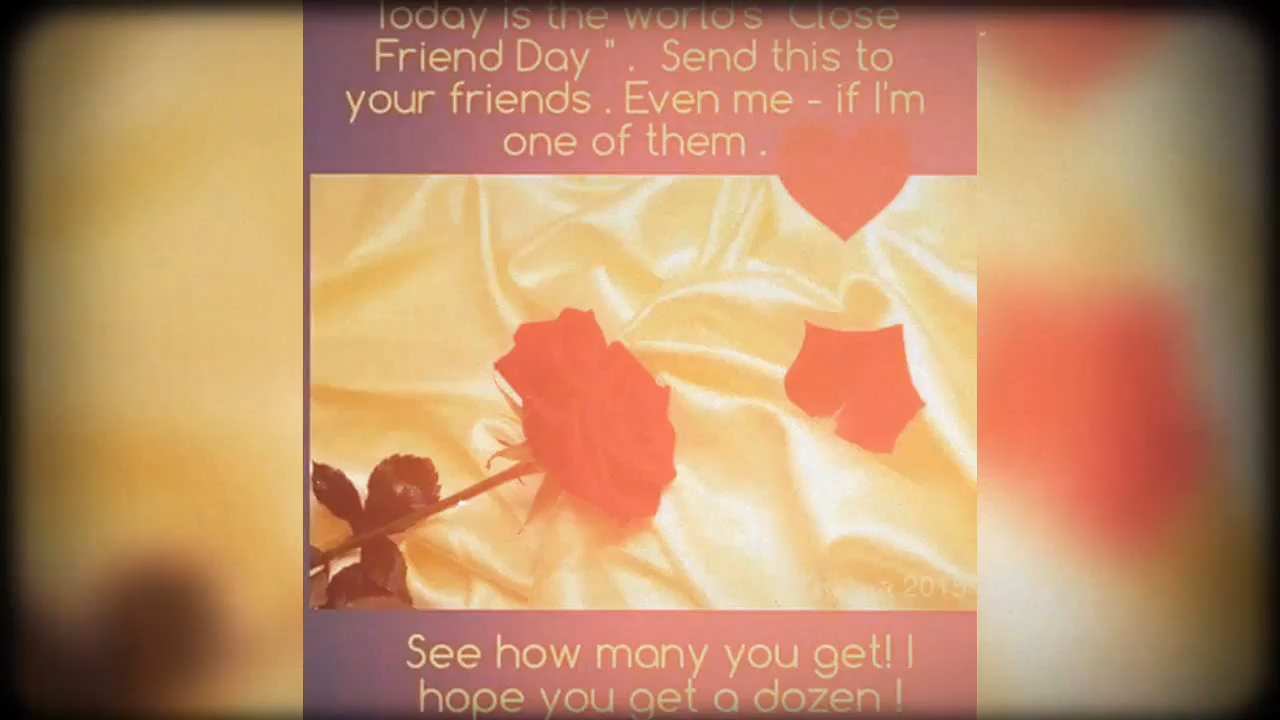 Today is the world's "Close
Friend Day " . Send this to
your friends . Even me - if I'm
one of them .
2015
See how many you get! I
hope you get a dozen !